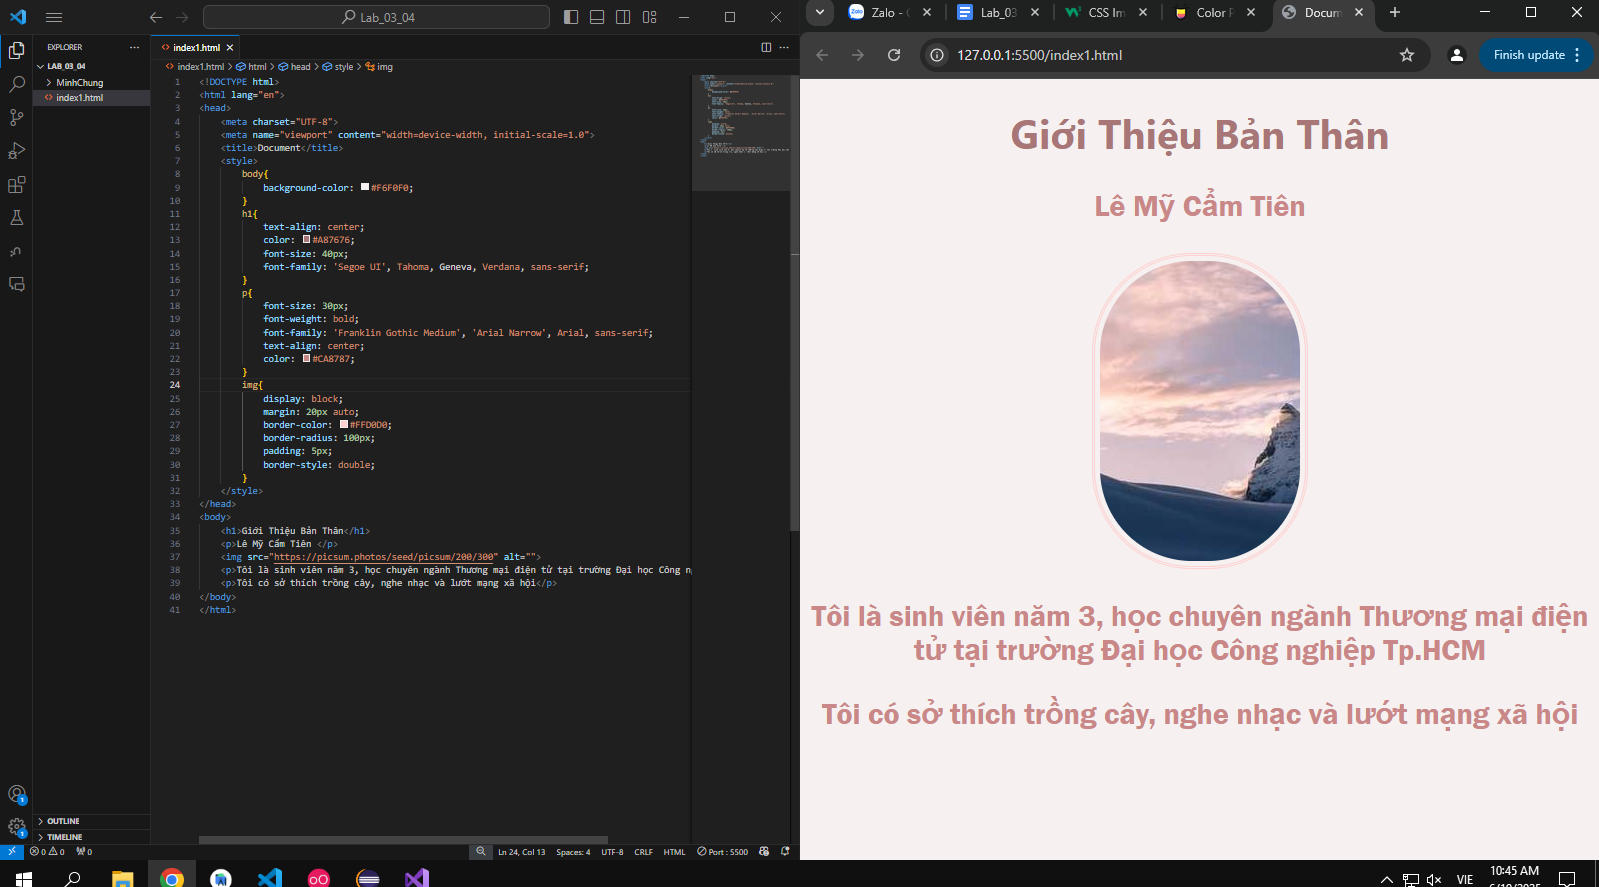 Lab_03_04
EXPLORER
LAB_03_04
MinhChung
index1.html
OUTLINE
TIMELINE
index1.html
index1.html > html > head > style > img
1 <!DOCTYPE html>
2 <html lang="en">
3 <head>
4 <meta charset="UTF-8">
5 <meta name="viewport" content="width=device-width, initial-scale=1.0">
6 <title>Document</title>
7 <style>
8 body{
9 background-color: #F6F0F0;
10 }
11 h1{
12 text-align: center;
13 color: #A87676;
14 font-size: 40px;
15 font-family: 'Segoe UI', Tahoma, Geneva, Verdana, sans-serif;
16 }
17 p{
18 font-size: 30px;
19 font-weight: bold;
20 font-family: 'Franklin Gothic Medium', 'Arial Narrow', Arial, sans-serif;
21 text-align: center;
22 color: #CA8787;
23 }
24 img{
25 display: block;
26 margin: 20px auto;
27 border-color: #FFD0D0;
28 border-radius: 100px;
29 padding: 5px;
30 border-style: double;
31 }
32 </style>
33 </head>
34 <body>
35 <h1>Giới Thiệu Bản Thân</h1>
36 <p>Lê Mỹ Cẩm Tiên </p>
37 <img src="https://picsum.photos/seed/picsum/200/300" alt="">
38 <p>Tôi là sinh viên năm 3, học chuyên ngành Thương mại điện tử tại trường Đại học Công n
39 <p>Tôi có sở thích trồng cây, nghe nhạc và lướt mạng xã hội</p>
40 </body>
41 </html>
0 0 0
Ln 24, Col 13 Spaces: 4 UTF-8 CRLF HTML Port : 5500
Zalo - Lab_03 CSS Im Color Docum
127.0.0.1:5500/index1.html
Finish update
Giới Thiệu Bản Thân
Lê Mỹ Cẩm Tiên
Tôi là sinh viên năm 3, học chuyên ngành Thương mại điện
tử tại trường Đại học Công nghiệp Tp.HCM
Tôi có sở thích trồng cây, nghe nhạc và lướt mạng xã hội
VIE
10:45 AM